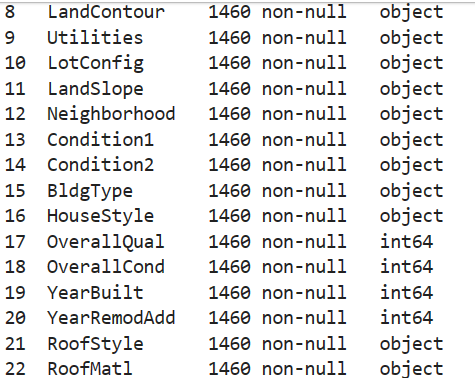 8 LandContour 1460 non-null object
9 Utilities 1460 non-null object
10 LotConfig 1460 non-null object
11 LandSlope 1460 non-null object
12 Neighborhood 1460 non-null object
13 Condition1 1460 non-null object
14 Condition2 1460 non-null object
15 BldgType 1460 non-null object
16 HouseStyle 1460 non-null object
17 OverallQual 1460 non-null int64
18 OverallCond 1460 non-null int64
19 YearBuilt 1460 non-null int64
20 YearRemodAdd 1460 non-null int64
21 RoofStyle 1460 non-null object
22 RoofMatl 1460 non-null object